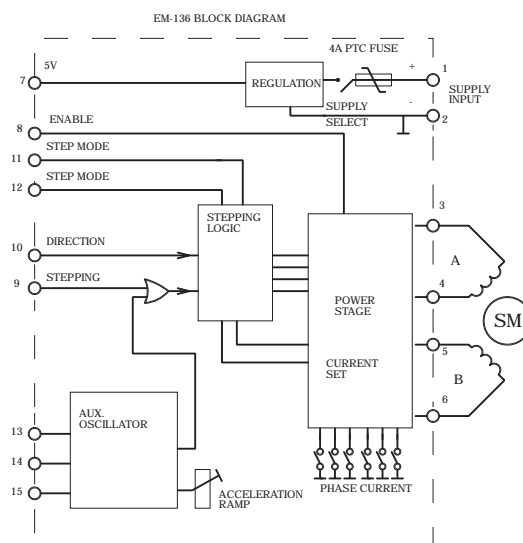 EM-136 BLOCK DIAGRAM
4A PTC FUSE
5V
7
REGULATION
+
1
SUPPLY
INPUT
-
2
SUPPLY
SELECT
8
ENABLE
11
STEP MODE
12
STEP MODE
STEPPING
LOGIC
3
10
DIRECTION
A
9
STEPPING
4
POWER
STAGE
SM
5
CURRENT
SET
B
6
AUX.
OSCILLATOR
13
14
15
ACCELERATION
RAMP
PHASE CURRENT